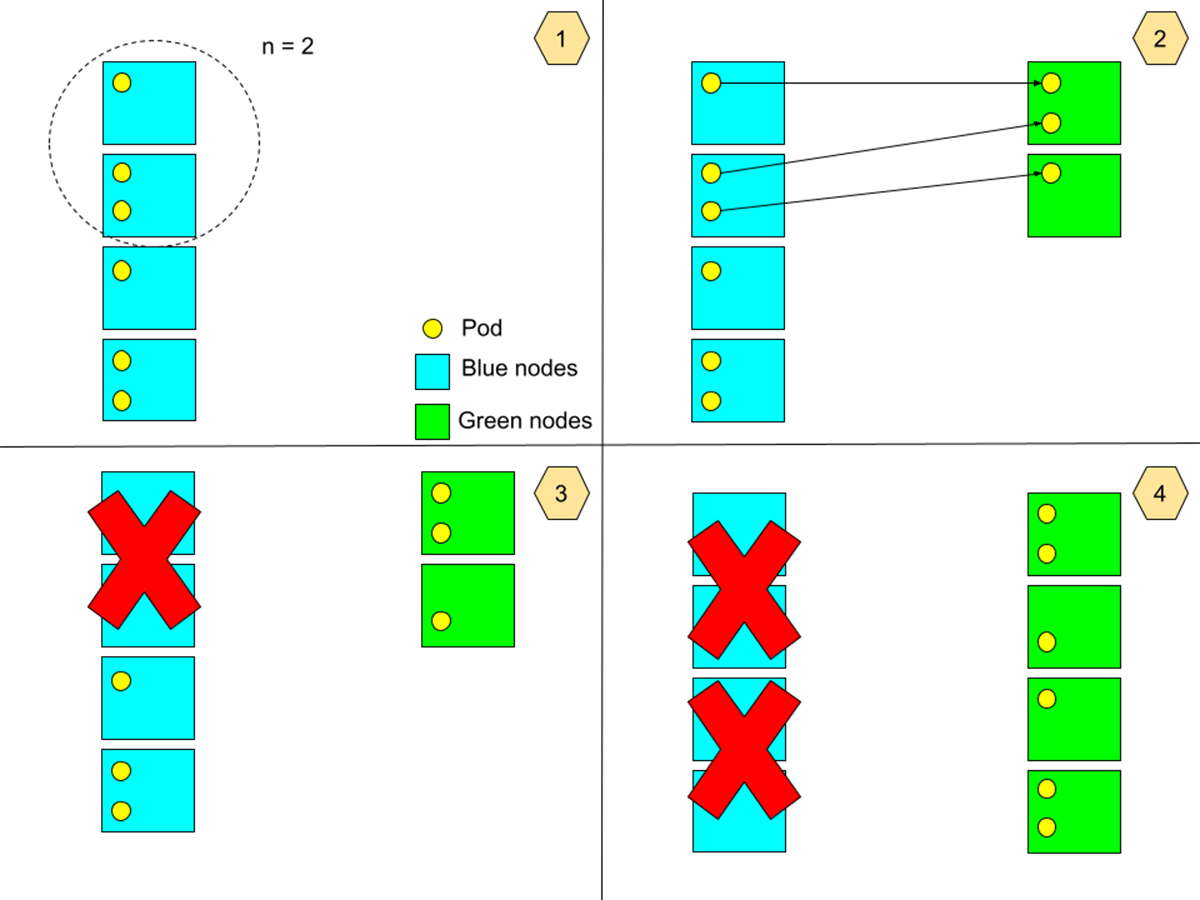 n = 2
1
2
Pod
Blue nodes
Green nodes
3
4